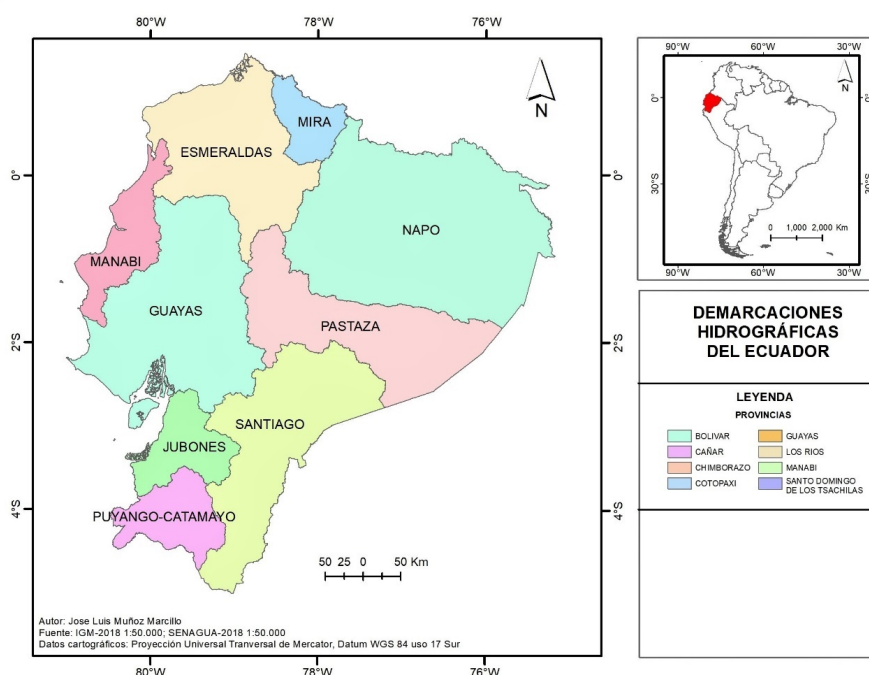 80°W 78°W 76°W
N
MIRA
ESMERALDAS
0° 0°
NAPO
MANABI
GUAYAS
PASTAZA
2°S 2°S
SANTIAGO
JUBONES
PUYANGO-CATAMAYO
4°S 4°S
50 25 0 50 Km
Autor: Jose Luis Muñoz Marcillo
Fuente: IGM-2018 1:50.000; SENAGUA-2018 1:50.000
Datos cartográficos: Proyección Universal Tranversal de Mercator, Datum WGS 84 uso 17 Sur
80°W 78°W 76°W
90°W 60°W 30°W
N
0° 0°
30°S 30°S
0 1,000 2,000 Km
90°W 60°W 30°W
DEMARCACIONES
HIDROGRÁFICAS
DEL ECUADOR
LEYENDA
PROVINCIAS
BOLIVAR
CAÑAR
CHIMBORAZO
COTOPAXI
GUAYAS
LOS RIOS
MANABI
SANTO DOMINGO
DE LOS TSACHILAS